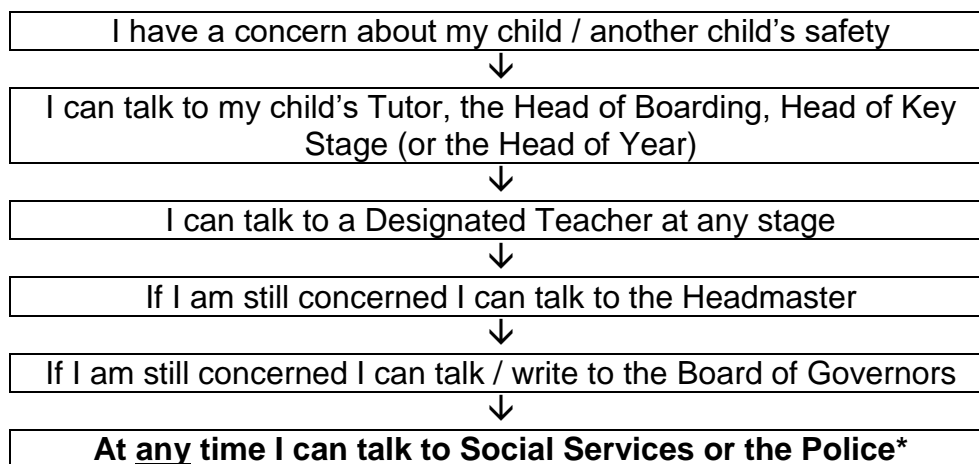 I have a concern about my child / another child's safety
I can talk to my child's Tutor, the Head of Boarding, Head of Key
Stage (or the Head of Year)
I can talk to a Designated Teacher at any stage
If I am still concerned I can talk to the Headmaster
If I am still concerned I can talk / write to the Board of Governors
At any time I can talk to Social Services or the Police*